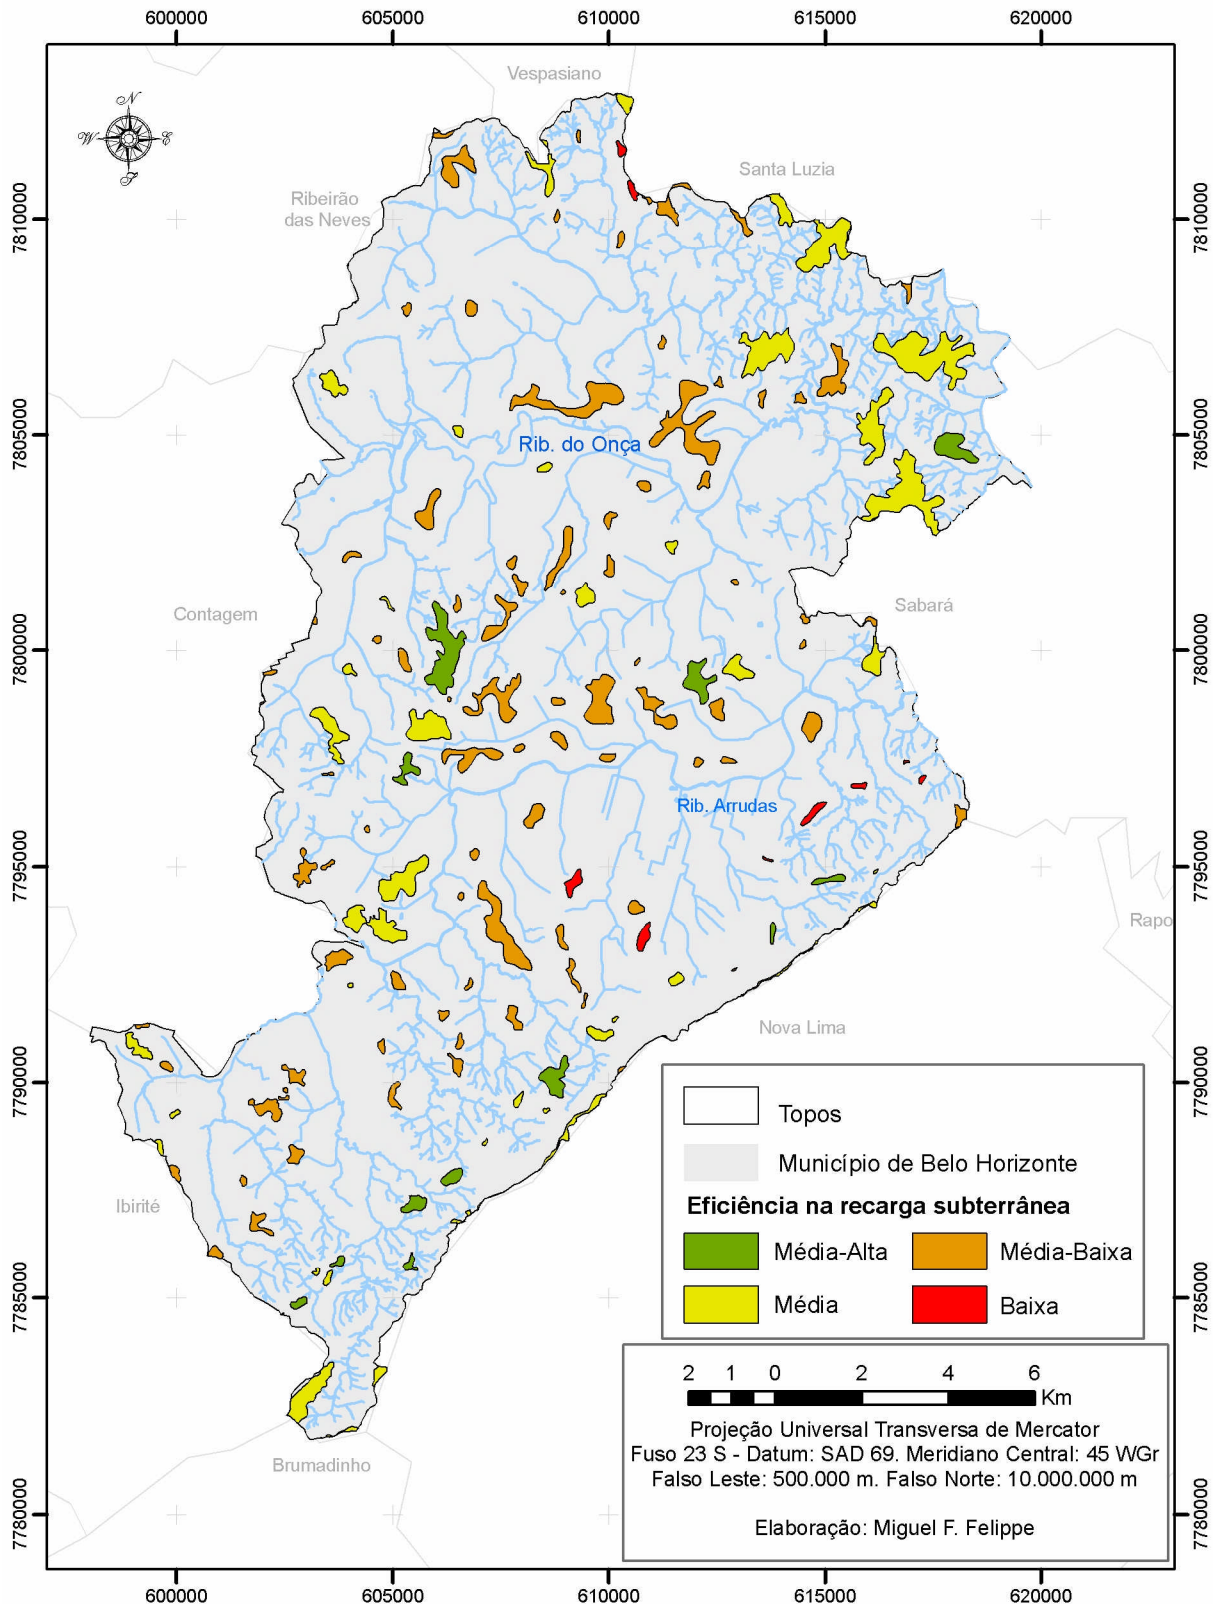 600000 605000 610000 615000 620000
Vespasiano
N
W E
Santa Luzia
Ribeirão
das Neves
7810000 7810000
7805000 7805000
Rib. do Onça
Contagem
Sabará
7800000 7800000
Rib. Arrudas
7795000 7795000
Rapo
Nova Lima
7790000 7790000
Ibirité
Topos
Município de Belo Horizonte
Eficiência na recarga subterrânea
Média-Alta Média-Baixa
Média Baixa
7785000 7785000
2 1 0 2 4 6
Km
Projeção Universal Transversa de Mercator
Fuso 23 S - Datum: SAD 69. Meridiano Central: 45 WGr
Falso Leste: 500.000 m. Falso Norte: 10.000.000 m
Elaboração: Miguel F. Felippe
Brumadinho
7780000 7780000
600000 605000 610000 615000 620000